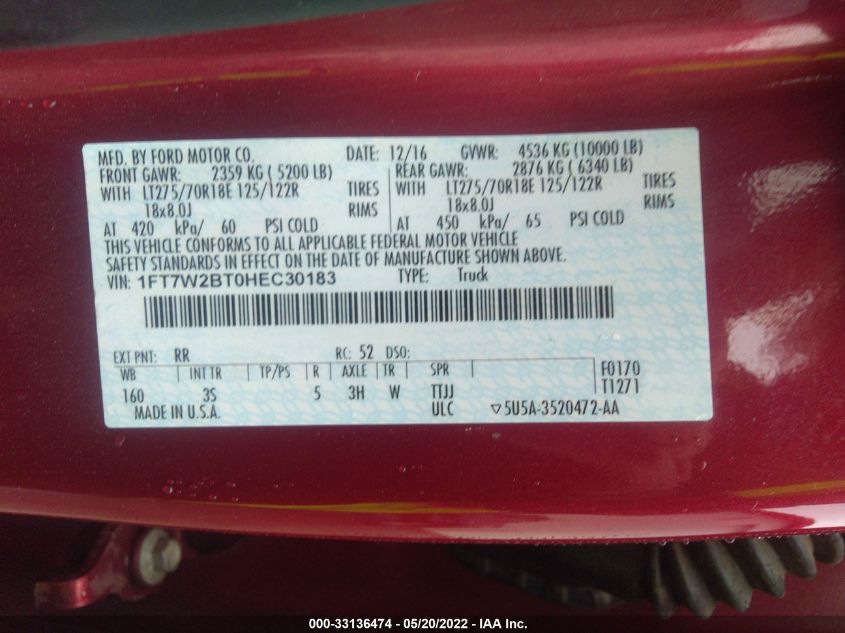 MFD. BY FORD MOTOR CO. DATE: 12/16 GVWR: 4536 KG (10000 LB)
FRONT GAWR: 2359 KG ( 5200 LB) REAR GAWR: 2876 KG ( 6340 LB)
WITH LT275/70R18E 125/122R TIRES WITH LT275/70R18E 125/122R TIRES
18x8.0J RIMS 18x8.0J RIMS
AT 420 kPa/ 60 PSI COLD AT 450 kPa/ 65 PSI COLD
THIS VEHICLE CONFORMS TO ALL APPLICABLE FEDERAL MOTOR VEHICLE
SAFETY STANDARDS IN EFFECT ON THE DATE OF MANUFACTURE SHOWN ABOVE.
VIN: 1FT7W2BT0HEC30183 TYPE: Truck
EXT PNT: RR RC: 52 DSO:
WB INT TR TP/PS R AXLE TR SPR F0170
160 3S 5 3H W TTJJ T1271
MADE IN U.S.A. ULC ▽5U5A-3520472-AA
000-33136474 — 05/20/2022 — IAA Inc.